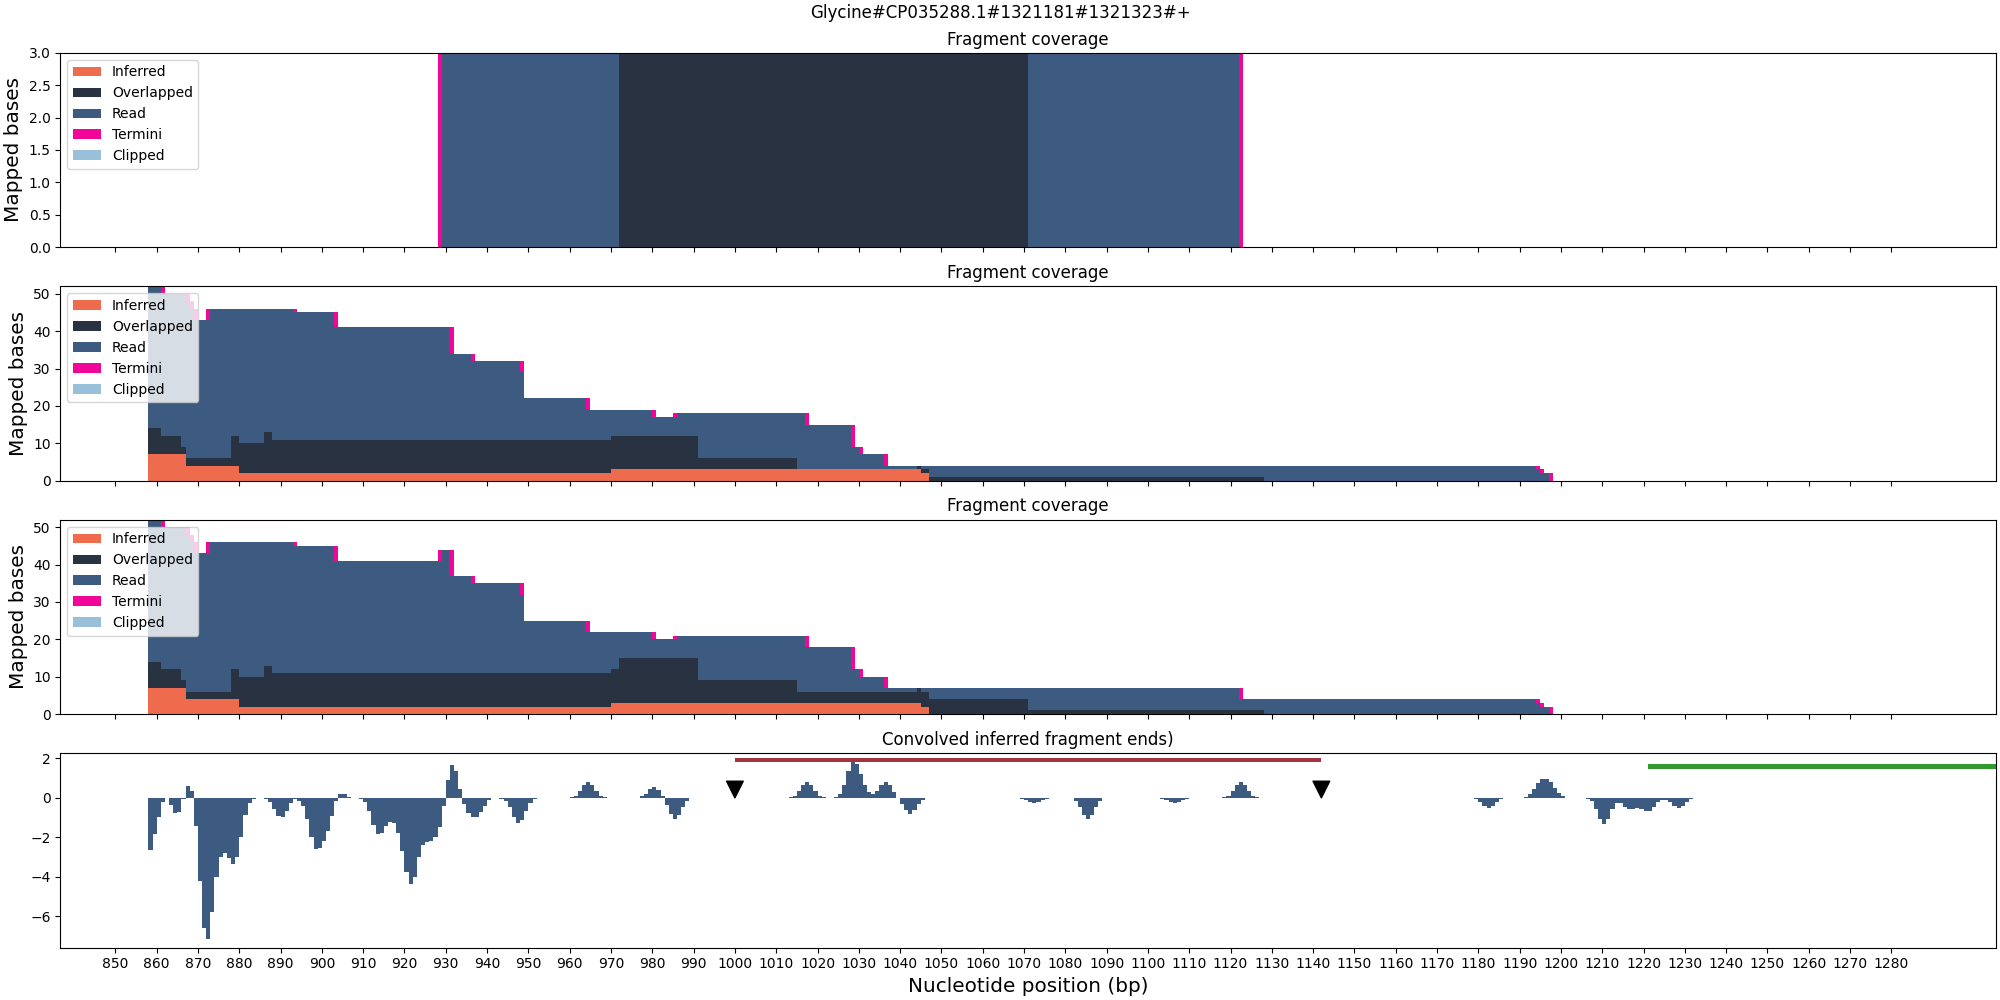 Glycine#CP035288.1#1321181#1321323#+
Fragment coverage
Mapped bases
3.0
2.5
2.0
1.5
1.0
0.5
0.0
Inferred
Overlapped
Read
Termini
Clipped
Fragment coverage
Mapped bases
50
40
30
20
10
0
Inferred
Overlapped
Read
Termini
Clipped
Fragment coverage
Mapped bases
50
40
30
20
10
0
Inferred
Overlapped
Read
Termini
Clipped
Convolved inferred fragment ends)
2
0
−2
−4
−6
850 860 870 880 890 900 910 920 930 940 950 960 970 980 990 1000 1010 1020 1030 1040 1050 1060 1070 1080 1090 1100 1110 1120 1130 1140 1150 1160 1170 1180 1190 1200 1210 1220 1230 1240 1250 1260 1270 1280
Nucleotide position (bp)